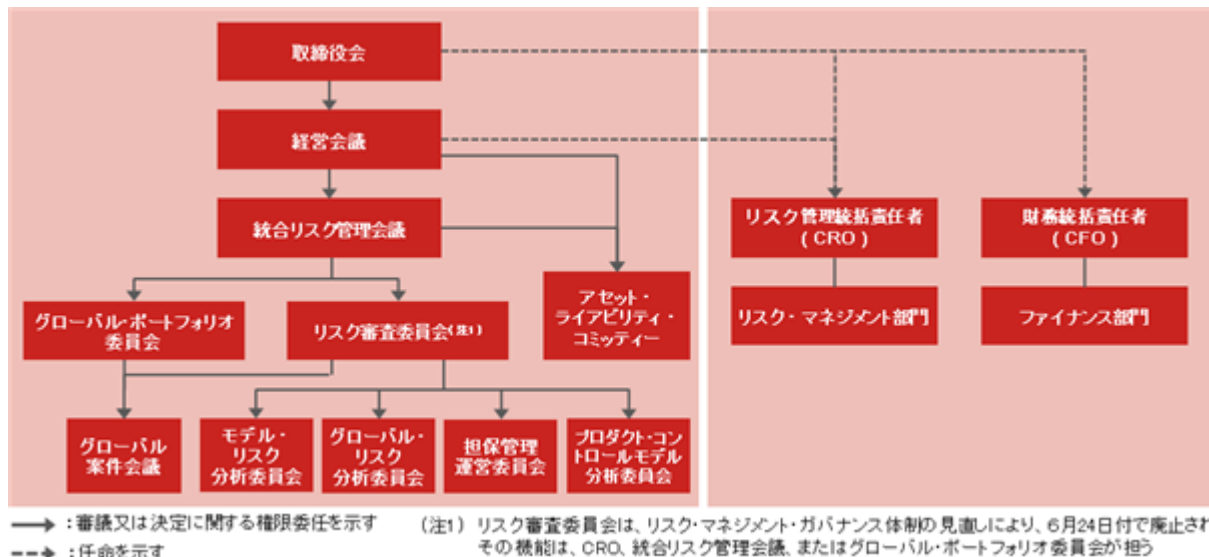 取締役会
経営会議
統合リスク管理会議
グローバル・ポートフォリオ
委員会
リスク審査委員会(注1)
アセット・
ライアビリティ・
コミッティー
グローバル
案件会議
モデル・
リスク
分析委員会
グローバル・
リスク
分析委員会
担保管理
運営委員会
プロダクト・コン
トロールモデル
分析委員会
リスク管理統括責任者
(CRO)
財務統括責任者
(CFO)
リスク・マネジメント部門
ファイナンス部門
:審議又は決定に関する権限委任を示す
:任命を示す
(注1) リスク審査委員会は、リスク・マネジメント・ガバナンス体制の見直しにより、6月24日付で廃止され
その機能は、CRO、統合リスク管理会議、またはグローバル・ポートフォリオ委員会が担う